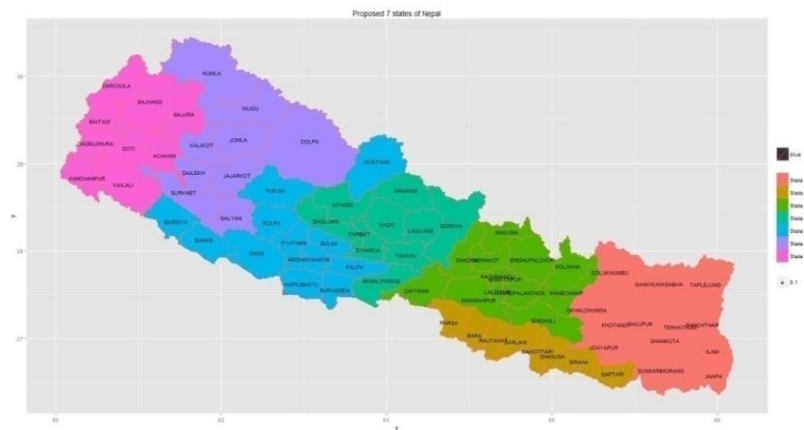 Proposed 7 states of Nepal
HUMLA
DARCHULA
BAJHANG
BAJURA
MUGU
BAITADI
DADELDHURA
DOTI
ACHHAM
KALIKOT
JUMLA
DOLPA
KANCHANPUR
KAILALI
DAILEKH
JAJARKOT
MUSTANG
SURKHET
RUKUM
MANANG
SALYAN
MYAGDI
BARDIYA
ROLPA
BAGLUNG
KASKI
GORKHA
BANKE
PARBAT
LAMJUNG
RASUWA
DANG
PYUTHAN
GULMI
SYANGJA
TANAHU
ARGHAKHANCHI
PALPA
DHADING
SINDHUPALCHOK
DOLAKHA
KAPILBASTU
RUPANDEHI
NAWALPARASI
CHITWAN
SOLUKHUMBU
SANKHUWASABHA
TAPLEJUNG
MAKWANPUR
RAMECHHAP
OKHALDHUNGA
PARSA
SINDHULI
KHOTANG
BHOJPUR
TERHATHUM
PANCHTHAR
BARA
RAUTAHAT
SARLAHI
MAHOTTARI
DHANUSA
SIRAHA
UDAYAPUR
DHANKUTA
ILAM
SAPTARI
SUNSARI
MORANG
JHAPA
State
State
State
State
State
State
State